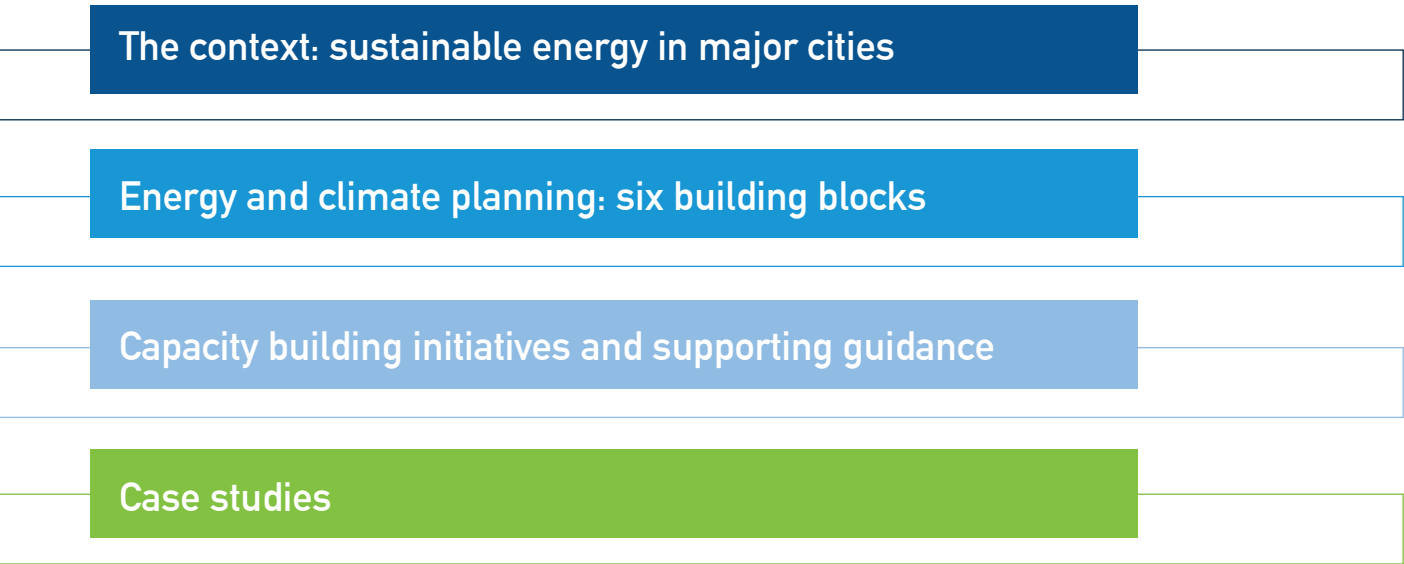 The context: sustainable energy in major cities
Energy and climate planning: six building blocks
Capacity building initiatives and supporting guidance
Case studies